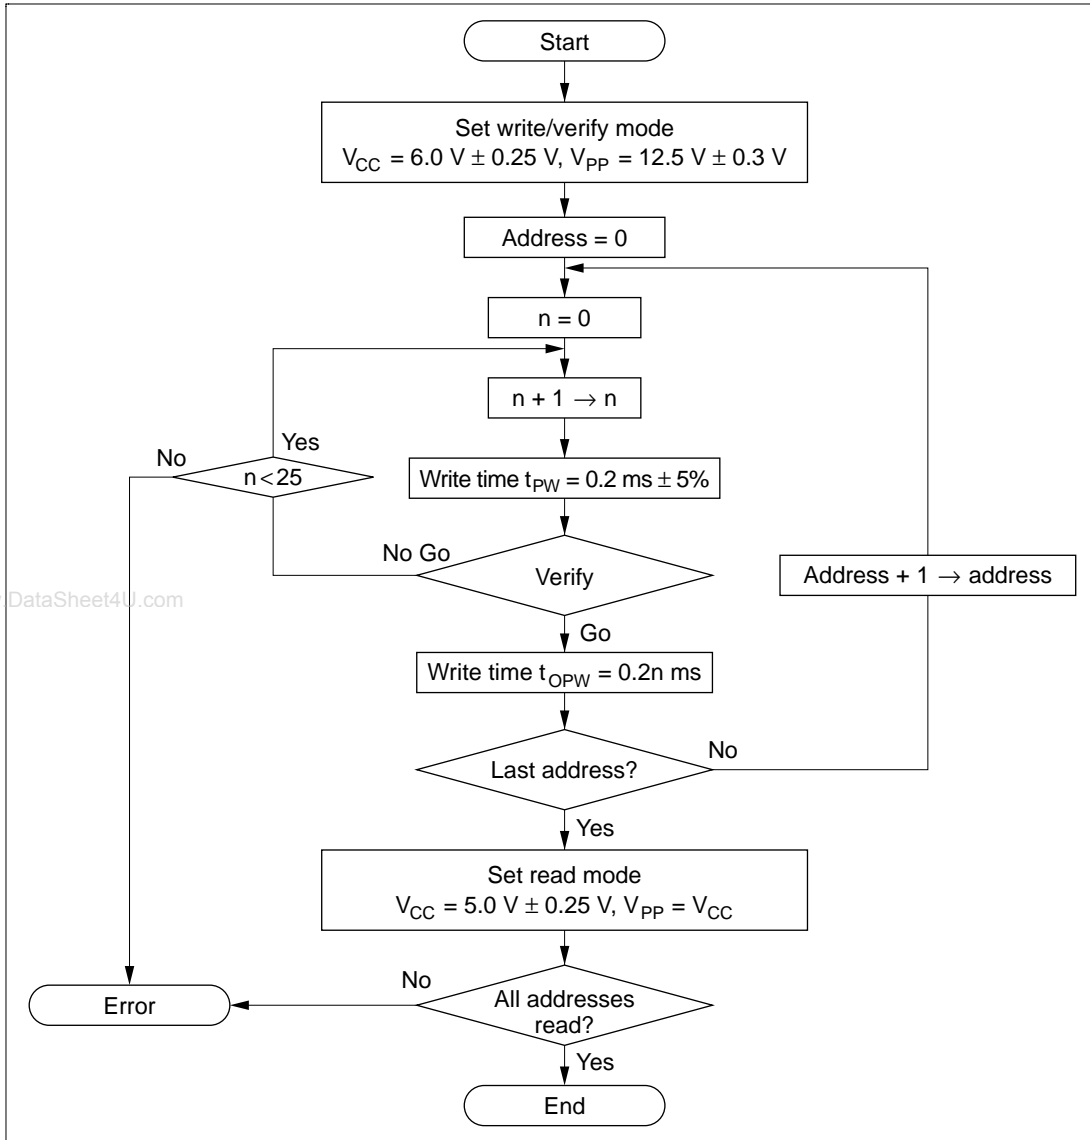 Start
Set write/verify mode
VCC = 6.0 V ± 0.25 V, VPP = 12.5 V ± 0.3 V
Address = 0
n = 0
n + 1 → n
Yes
No
n<25
Write time tPW = 0.2 ms ± 5%
No Go
Verify
Address + 1 → address
.DataSheet4U.com
Go
Write time tOPW = 0.2n ms
Last address?
No
Yes
Set read mode
VCC = 5.0 V ± 0.25 V, VPP = VCC
No
All addresses
read?
Error
Yes
End